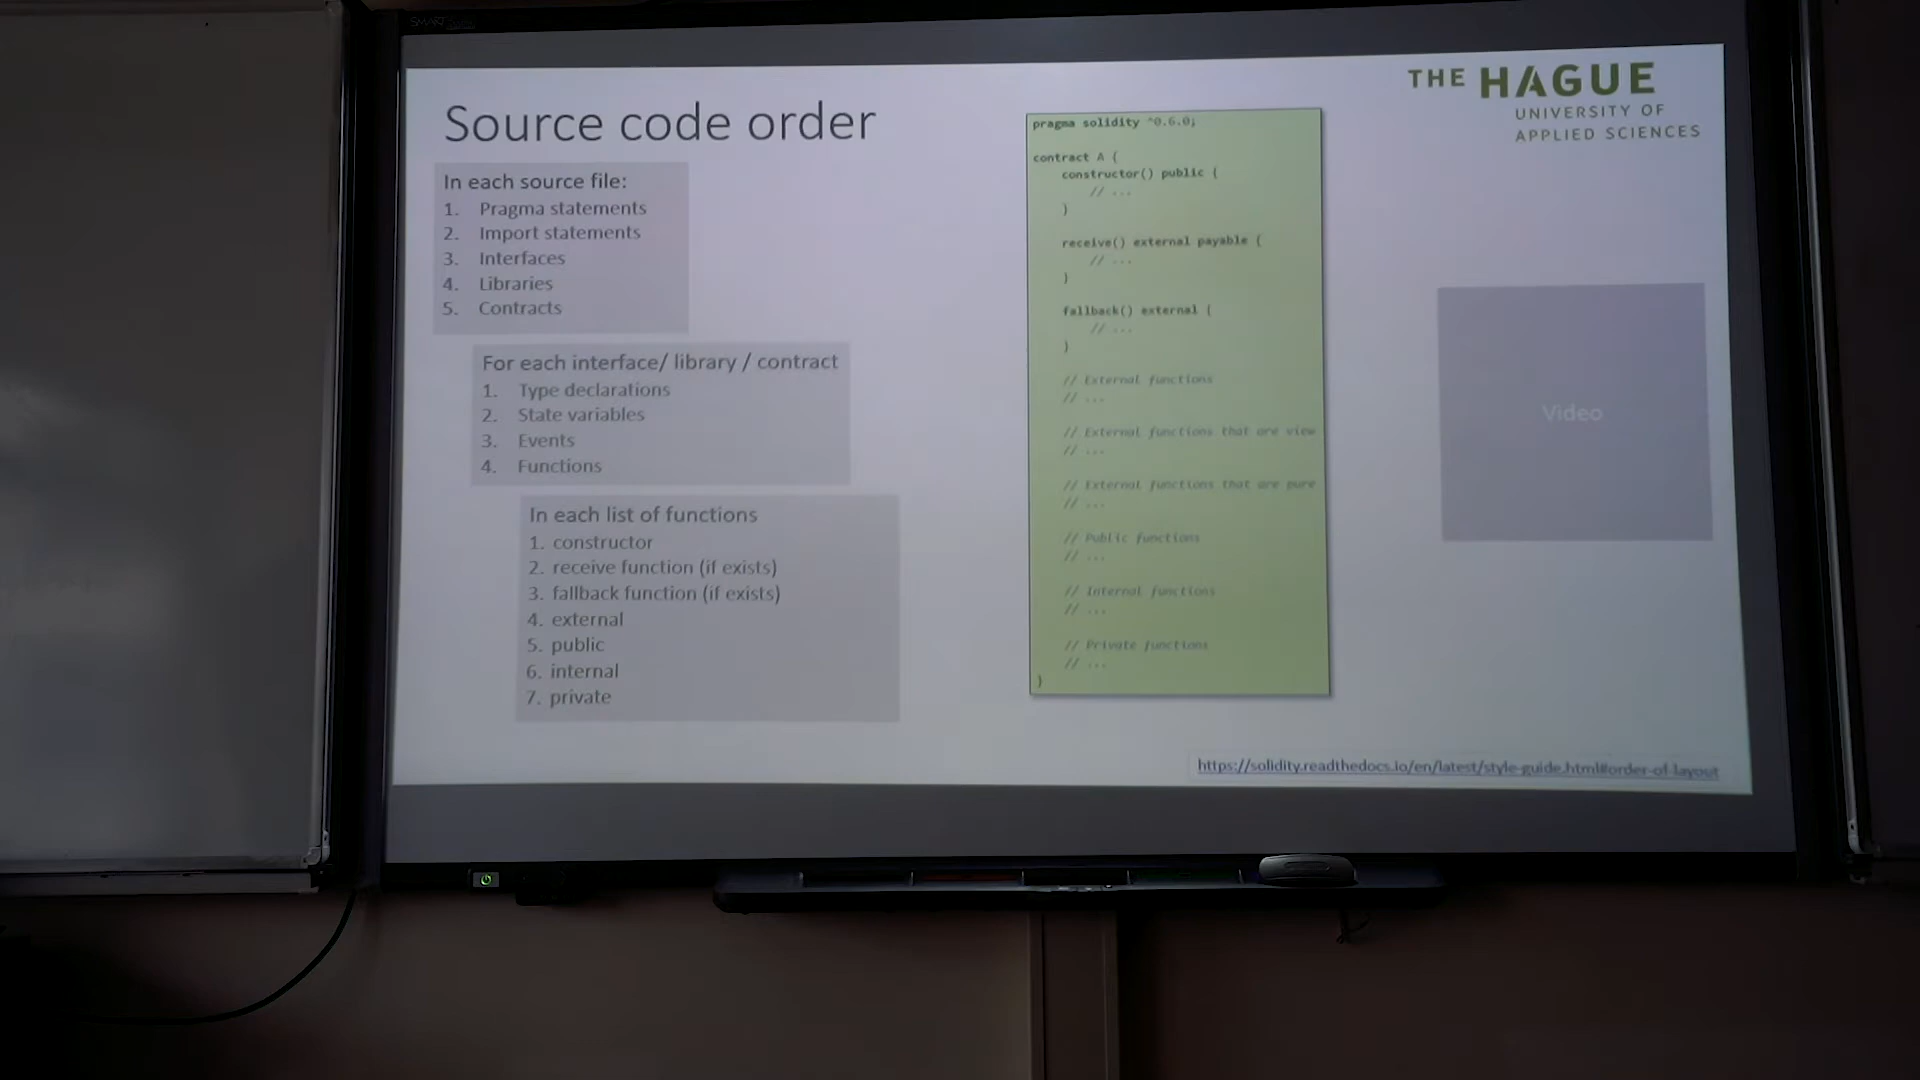 SMART
Source code order
THE HAGUE
UNIVERSITY OF
APPLIED SCIENCES
In each source file:
1. Pragma statements
2. Import statements
3. Interfaces
4. Libraries
5. Contracts
For each interface/ library / contract
1. Type declarations
2. State variables
3. Events
4. Functions
In each list of functions
1. constructor
2. receive function (if exists)
3. fallback function (if exists)
4. external
5. public
6. internal
7. private
pragma solidity ^0.6.0;
contract A {
constructor() public {
// ...
}
receive() external payable {
// ...
}
fallback() external {
// ...
}
// External functions
// ...
// External functions that are view
// ...
// External functions that are pure
// ...
// Public functions
// ...
// Internal functions
// ...
// Private functions
// ...
}
Video
https://solidity.readthedocs.io/en/latest/style-guide.html#order-of-layout